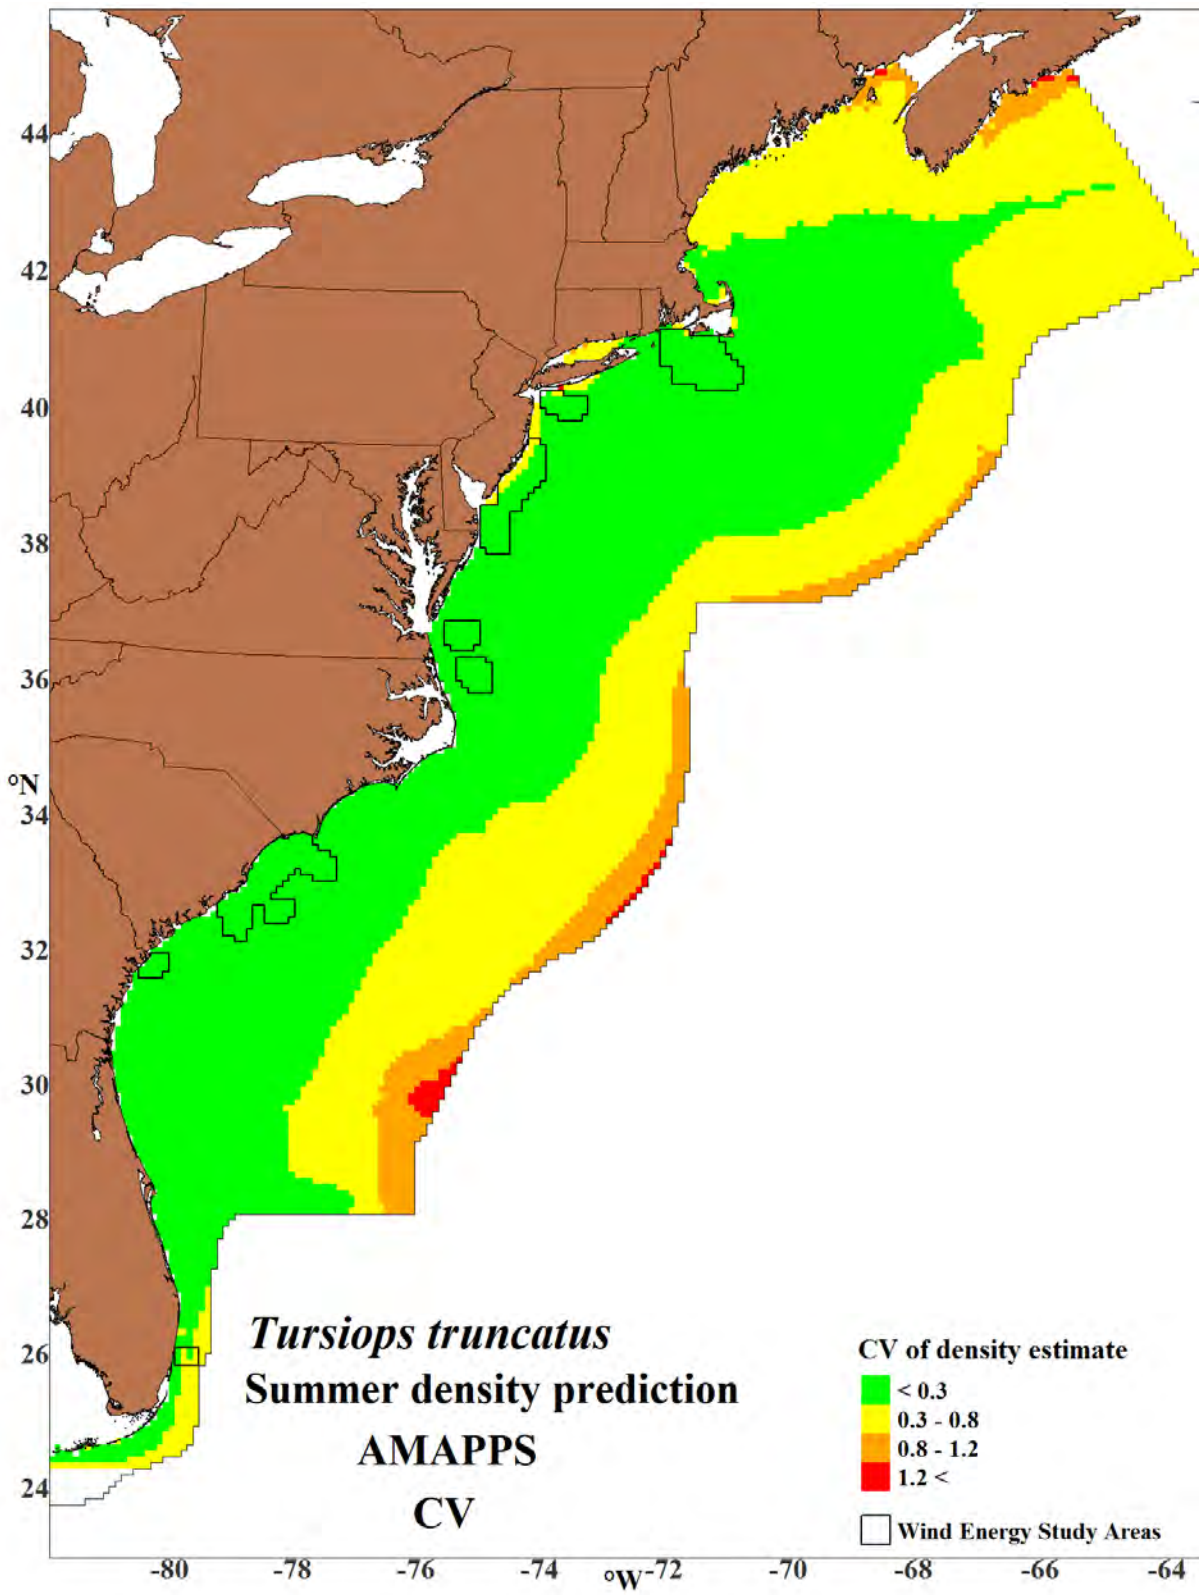 44
42
40
38
36
°N
34
32
30
28
26
24
Tursiops truncatus
Summer density prediction
AMAPPS
CV
CV of density estimate
< 0.3
0.3 - 0.8
0.8 - 1.2
1.2 <
Wind Energy Study Areas
-80 -78 -76 -74 °W -72 -70 -68 -66 -64